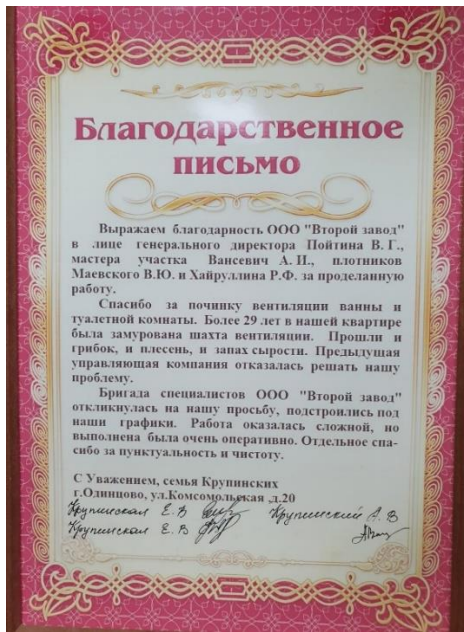 Благодарственное
письмо
Выражаем благодарность ООО "Второй завод"
в лице генерального директора Пойтина В. Г.,
мастера участка Вансевич А. И., плотников
Маевского В.Ю. и Хайруллина Р.Ф. за проделанную
работу.
Спасибо за починку вентиляции ванны и
туалетной комнаты. Более 29 лет в нашей квартире
была замурована шахта вентиляции. Прошли и
грибок, и плесень, и запах сырости. Предыдущая
управляющая компания отказалась решать нашу
проблему.
Бригада специалистов ООО "Второй завод"
откликнулась на нашу просьбу, подстроились под
наши графики. Работа оказалась сложной, но
выполнена была очень оперативно. Отдельное спа-
сибо за пунктуальность и чистоту.
С Уважением, семья Крупинских
г.Одинцово, ул.Комсомольская ,д.20
Крупинская Е. В Крупинский А. В
Крупинская Е. В